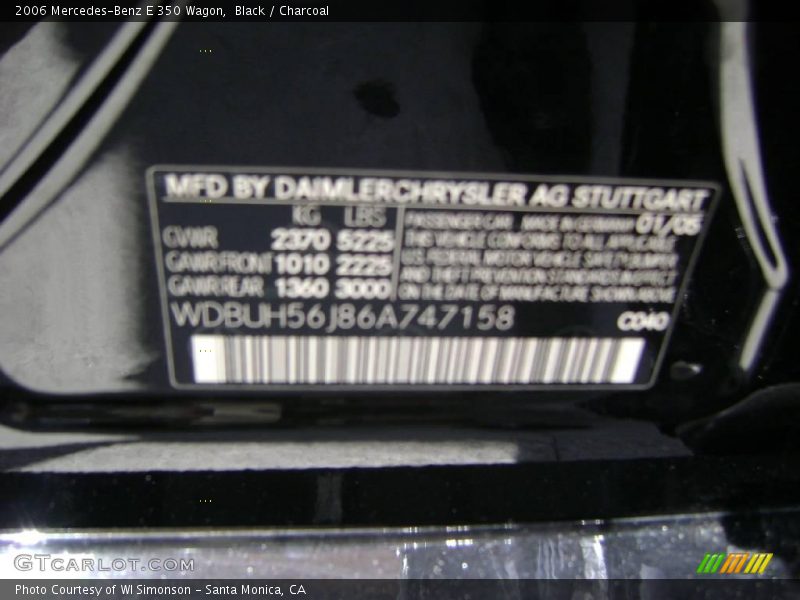 2006 Mercedes-Benz E 350 Wagon,  Black / Charcoal
MFD BY DAIMLERCHRYSLER AG STUTTGART
KG LBS
GVWR 2370 5225
GAWR FRONT 1010 2225
GAWR REAR 1360 3000
PASSENGER CAR MADE IN GERMANY 01/05
THIS VEHICLE CONFORMS TO ALL APPLICABLE
U.S. FEDERAL MOTOR VEHICLE SAFETY BUMPER
AND THEFT PREVENTION STANDARDS IN EFFECT
ON THE DATE OF MANUFACTURE SHOWN ABOVE
WDBUH56J86A747158 C040
GTCARLOT.COM
Photo Courtesy of WI Simonson – Santa Monica, CA